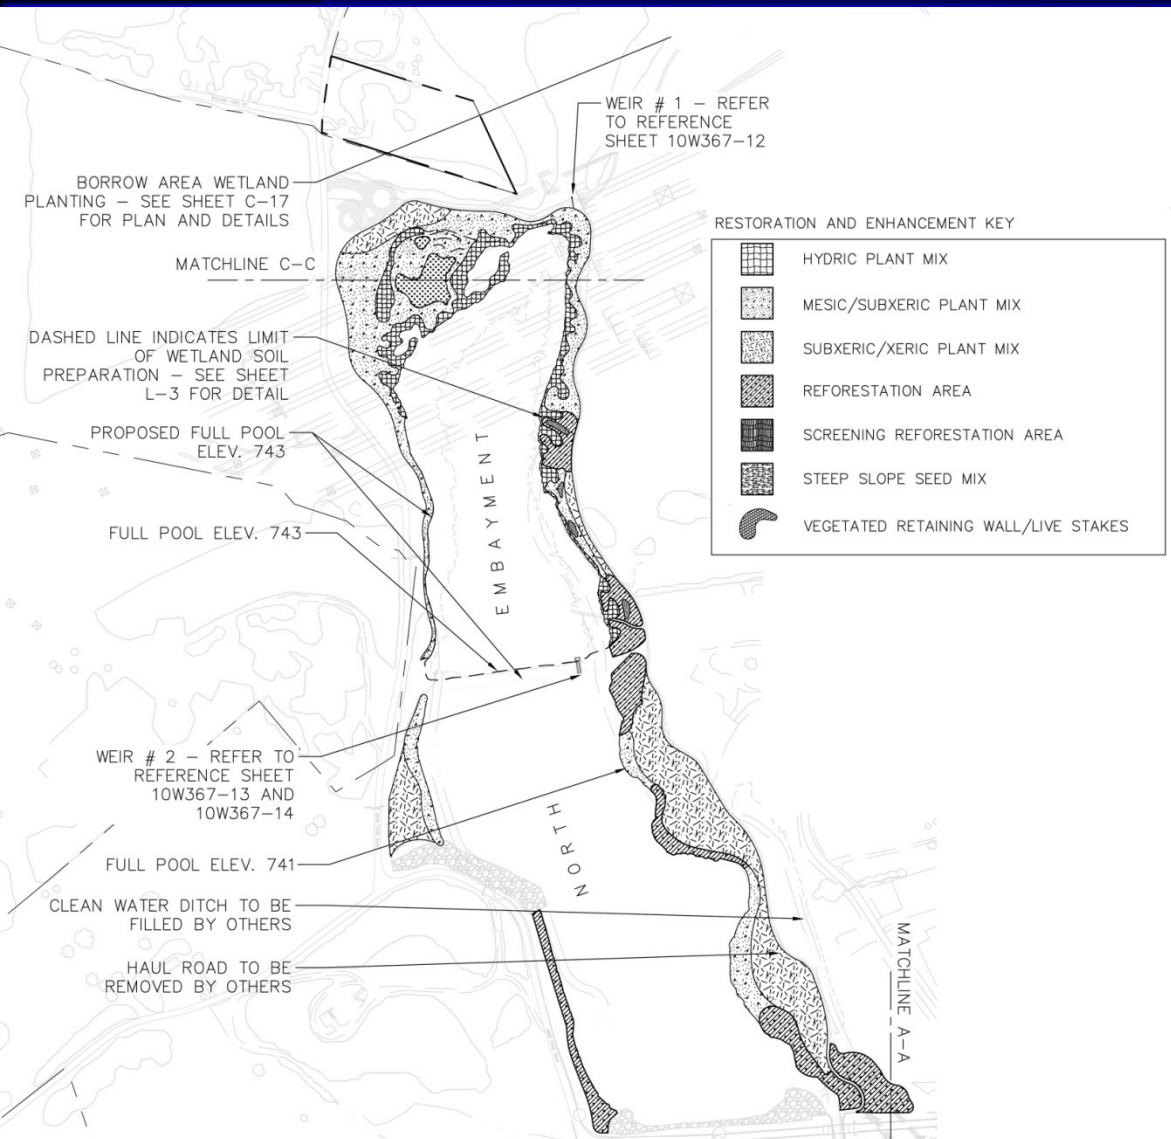 WEIR # 1 – REFER
TO REFERENCE
SHEET 10W367–12
BORROW AREA WETLAND
PLANTING – SEE SHEET C–17
FOR PLAN AND DETAILS
MATCHLINE C–C
DASHED LINE INDICATES LIMIT
OF WETLAND SOIL
PREPARATION – SEE SHEET
L–3 FOR DETAIL
PROPOSED FULL POOL
ELEV. 743
FULL POOL ELEV. 743
WEIR # 2 – REFER TO
REFERENCE SHEET
10W367–13 AND
10W367–14
FULL POOL ELEV. 741
CLEAN WATER DITCH TO BE
FILLED BY OTHERS
HAUL ROAD TO BE
REMOVED BY OTHERS
NORTH EMBAYMENT
MATCHLINE A–A
RESTORATION AND ENHANCEMENT KEY
HYDRIC PLANT MIX
MESIC/SUBXERIC PLANT MIX
SUBXERIC/XERIC PLANT MIX
REFORESTATION AREA
SCREENING REFORESTATION AREA
STEEP SLOPE SEED MIX
VEGETATED RETAINING WALL/LIVE STAKES